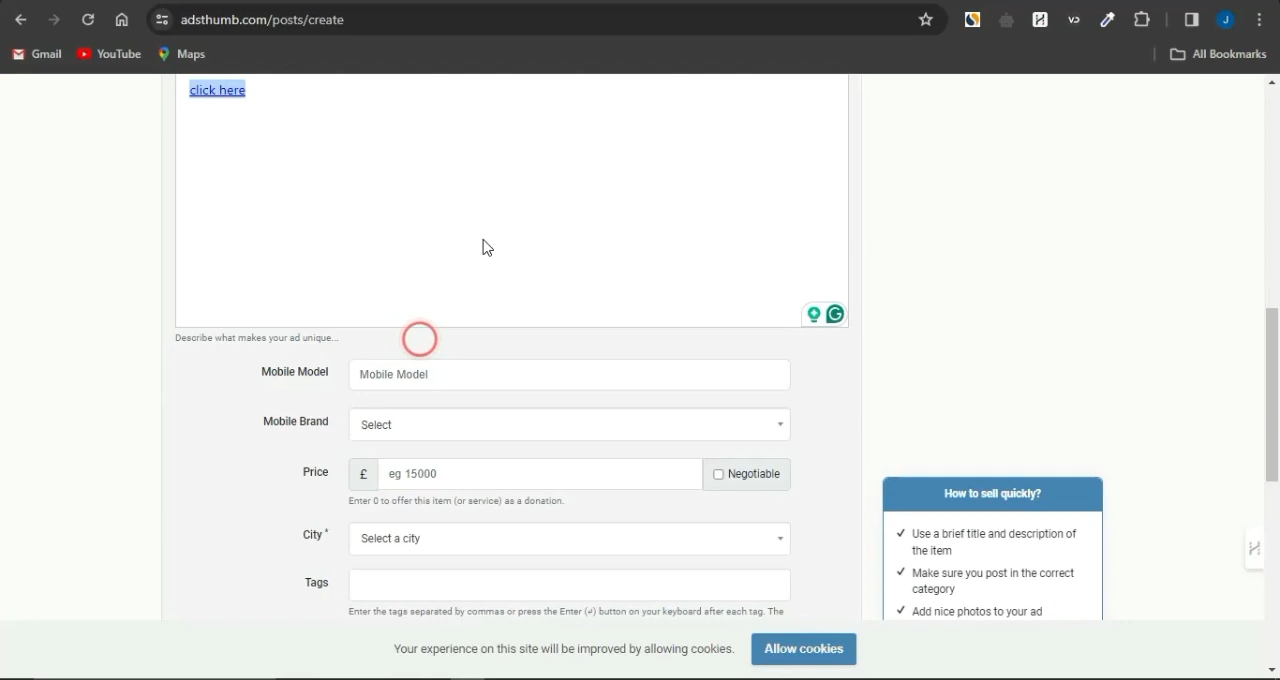 adsthumb.com/posts/create
J
Gmail YouTube Maps All Bookmarks
click here
Describe what makes your ad unique...
Mobile Model Mobile Model
Mobile Brand Select
Price £ eg 15000 Negotiable
Enter 0 to offer this item (or service) as a donation.
City * Select a city
Tags
Enter the tags separated by commas or press the Enter (↵) button on your keyboard after each tag. The
How to sell quickly?
✓ Use a brief title and description of
the item
✓ Make sure you post in the correct
category
✓ Add nice photos to your ad
Your experience on this site will be improved by allowing cookies. Allow cookies